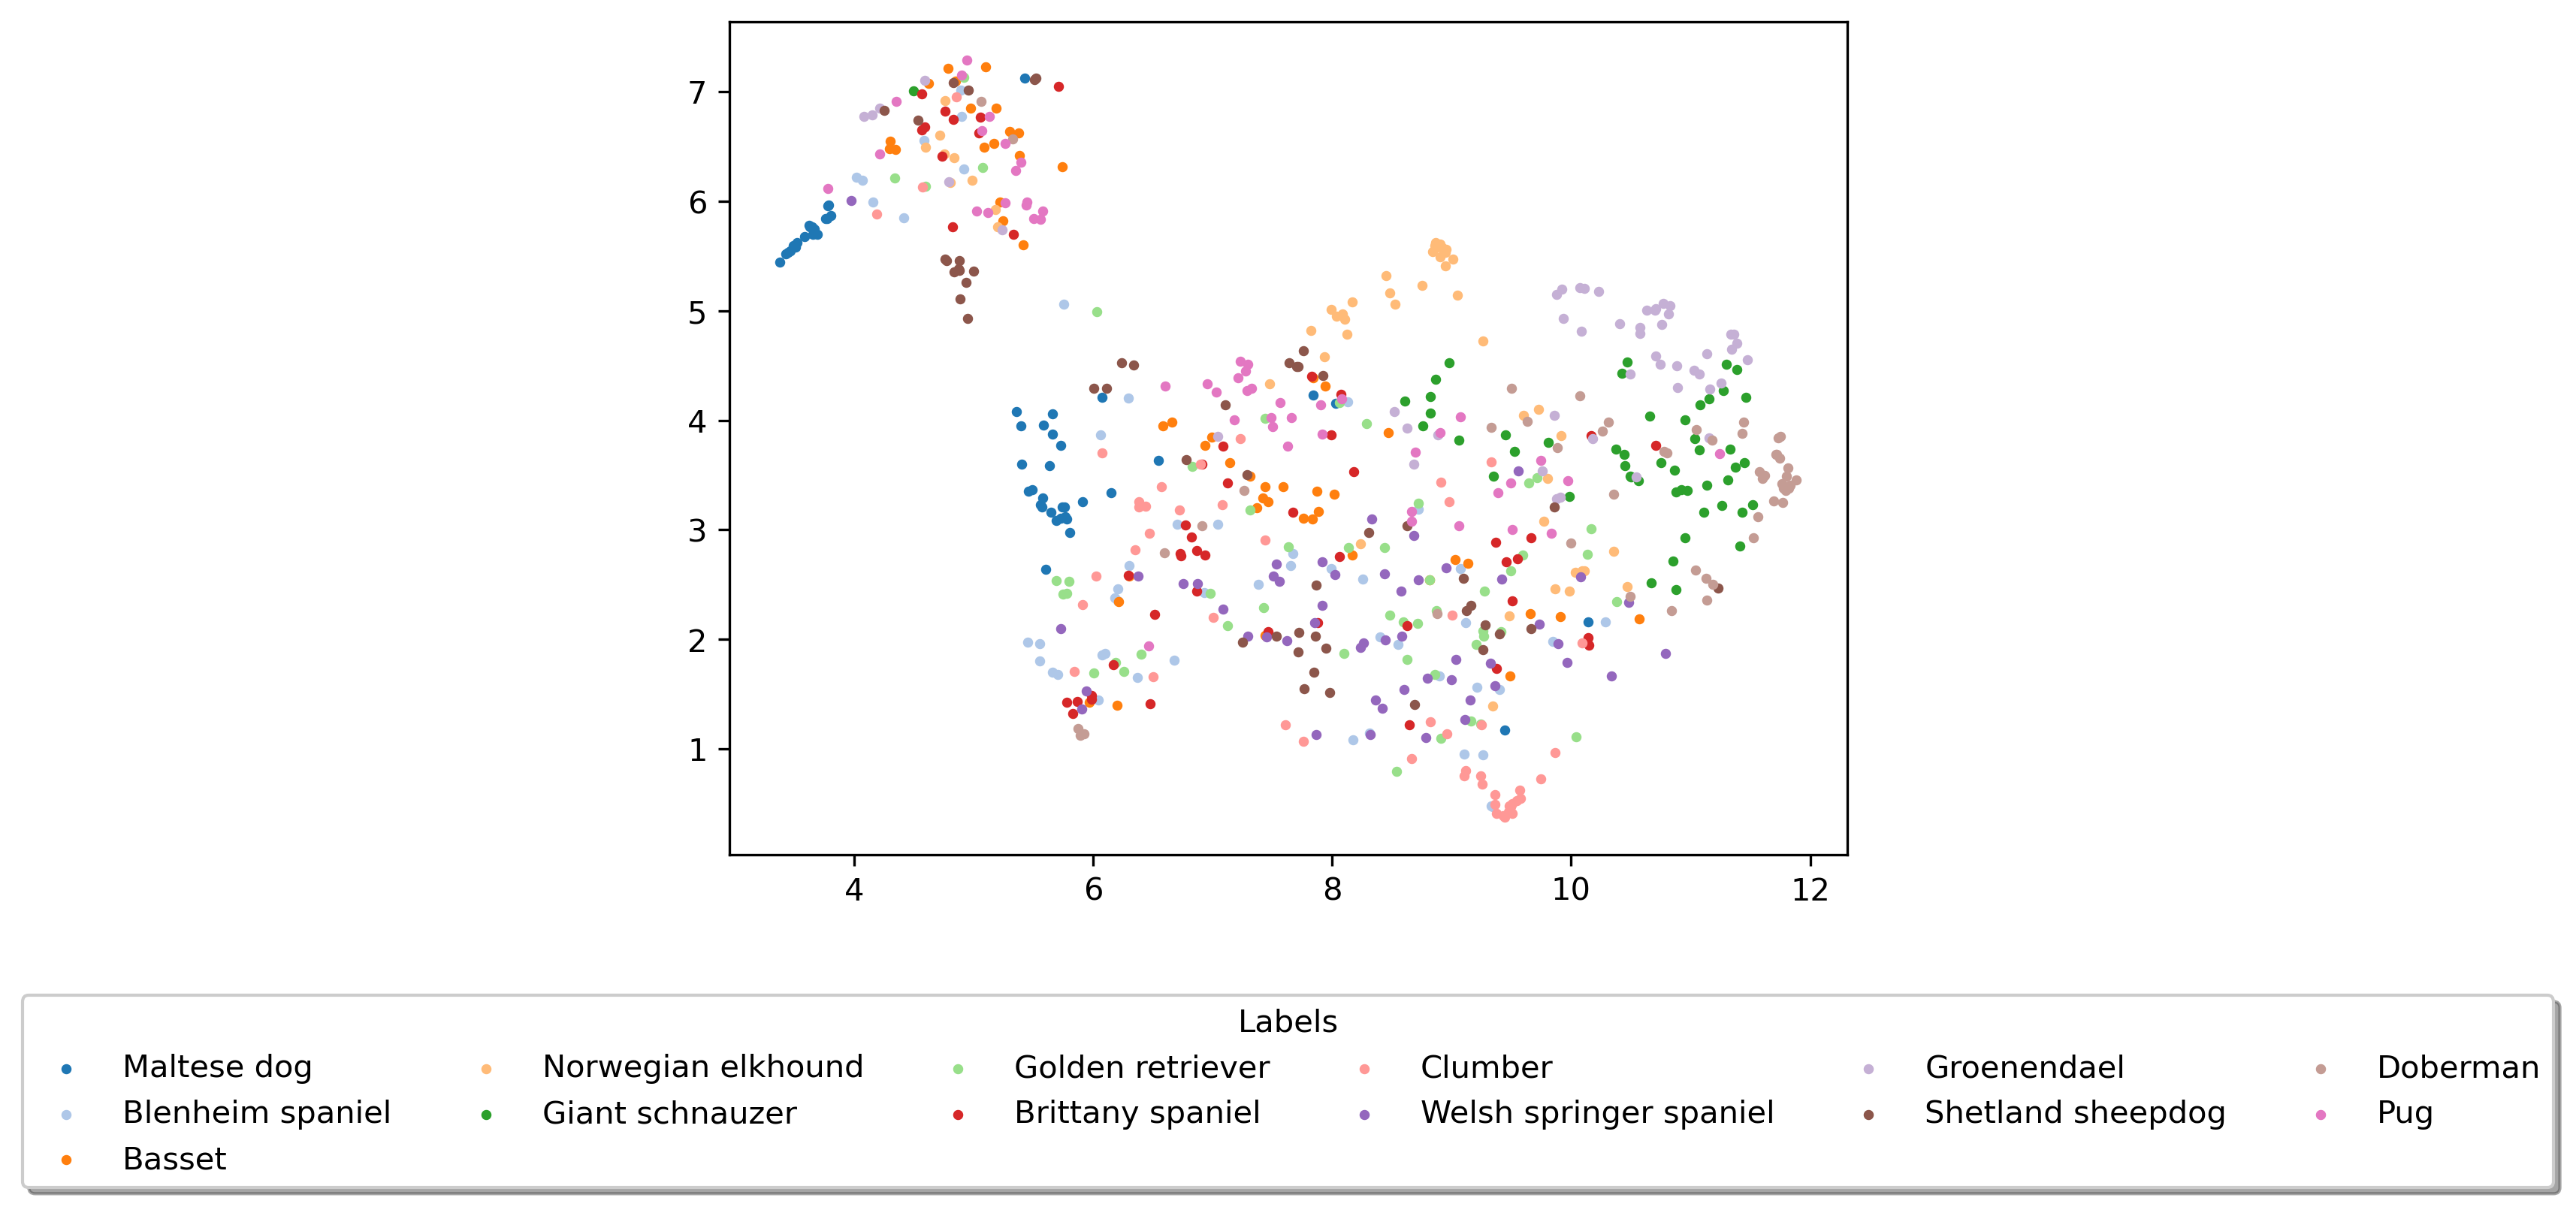 7
6
5
4
3
2
1
4 6 8 10 12
Labels
Maltese dog Norwegian elkhound Golden retriever Clumber Groenendael Doberman
Blenheim spaniel Giant schnauzer Brittany spaniel Welsh springer spaniel Shetland sheepdog Pug
Basset